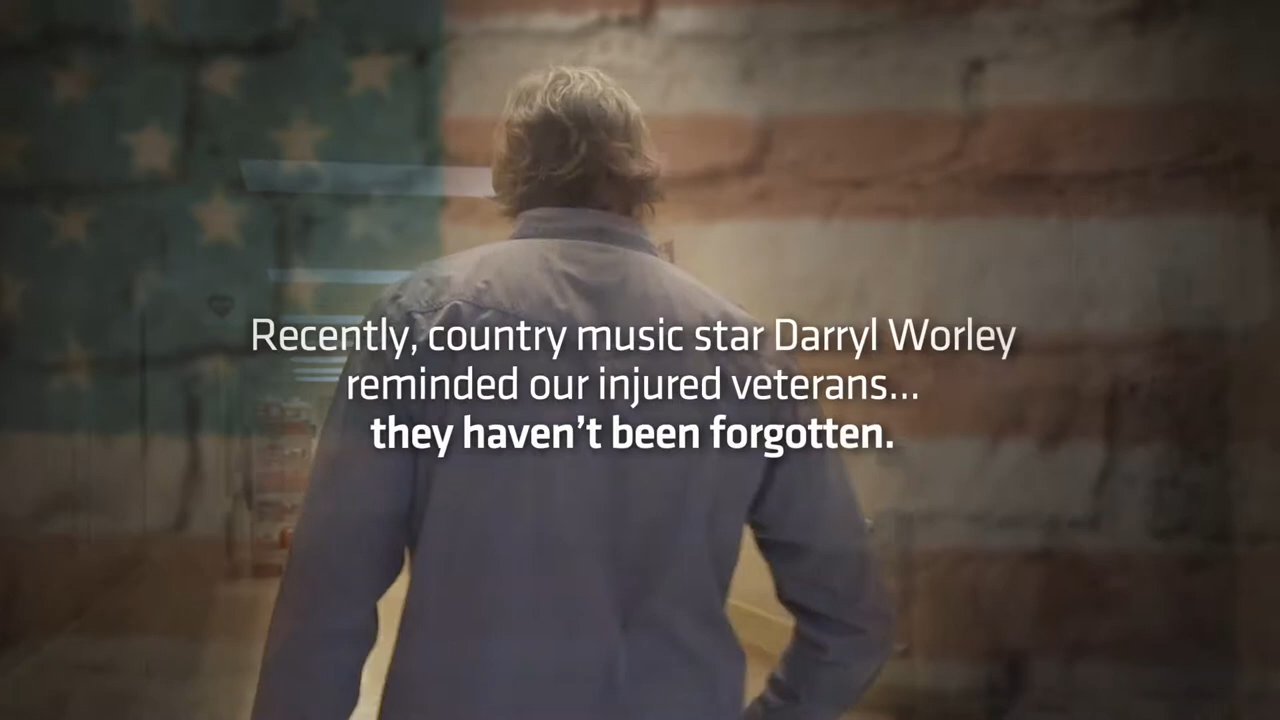 Recently, country music star Darryl Worley
reminded our injured veterans...
they haven’t been forgotten.